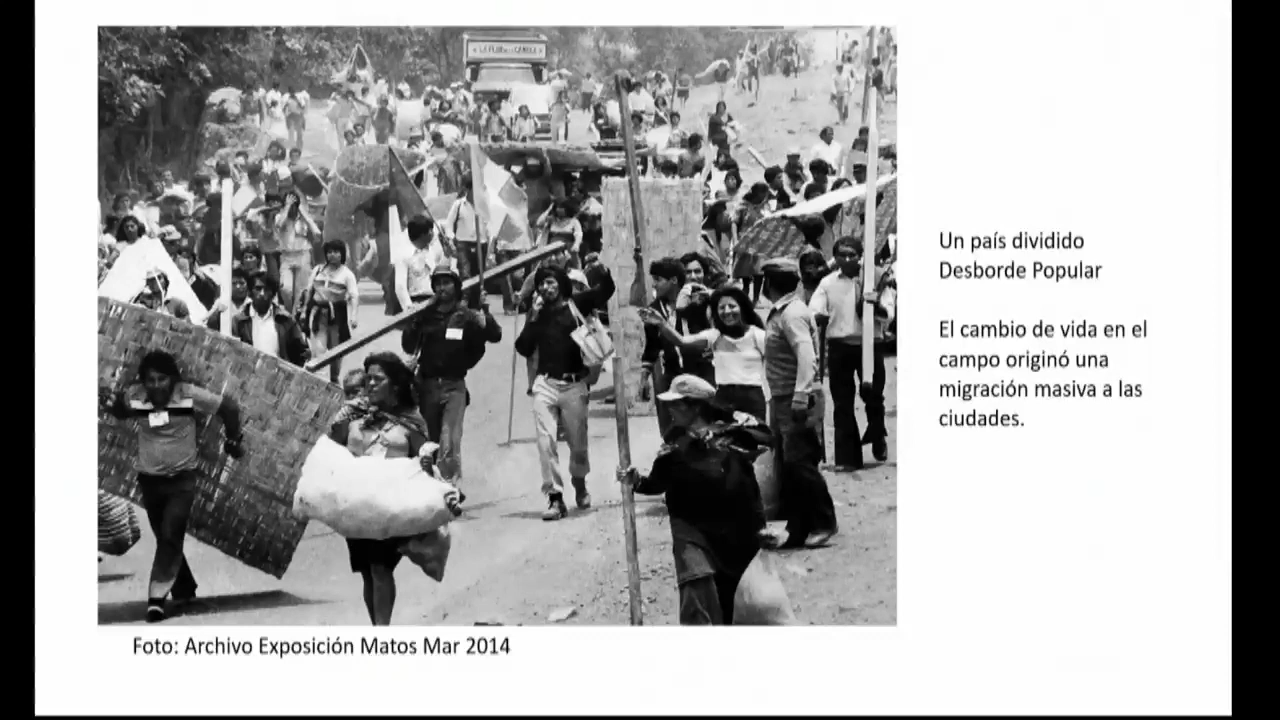 Un país dividido
Desborde Popular
El cambio de vida en el
campo originó una
migración masiva a las
ciudades.
Foto: Archivo Exposición Matos Mar 2014